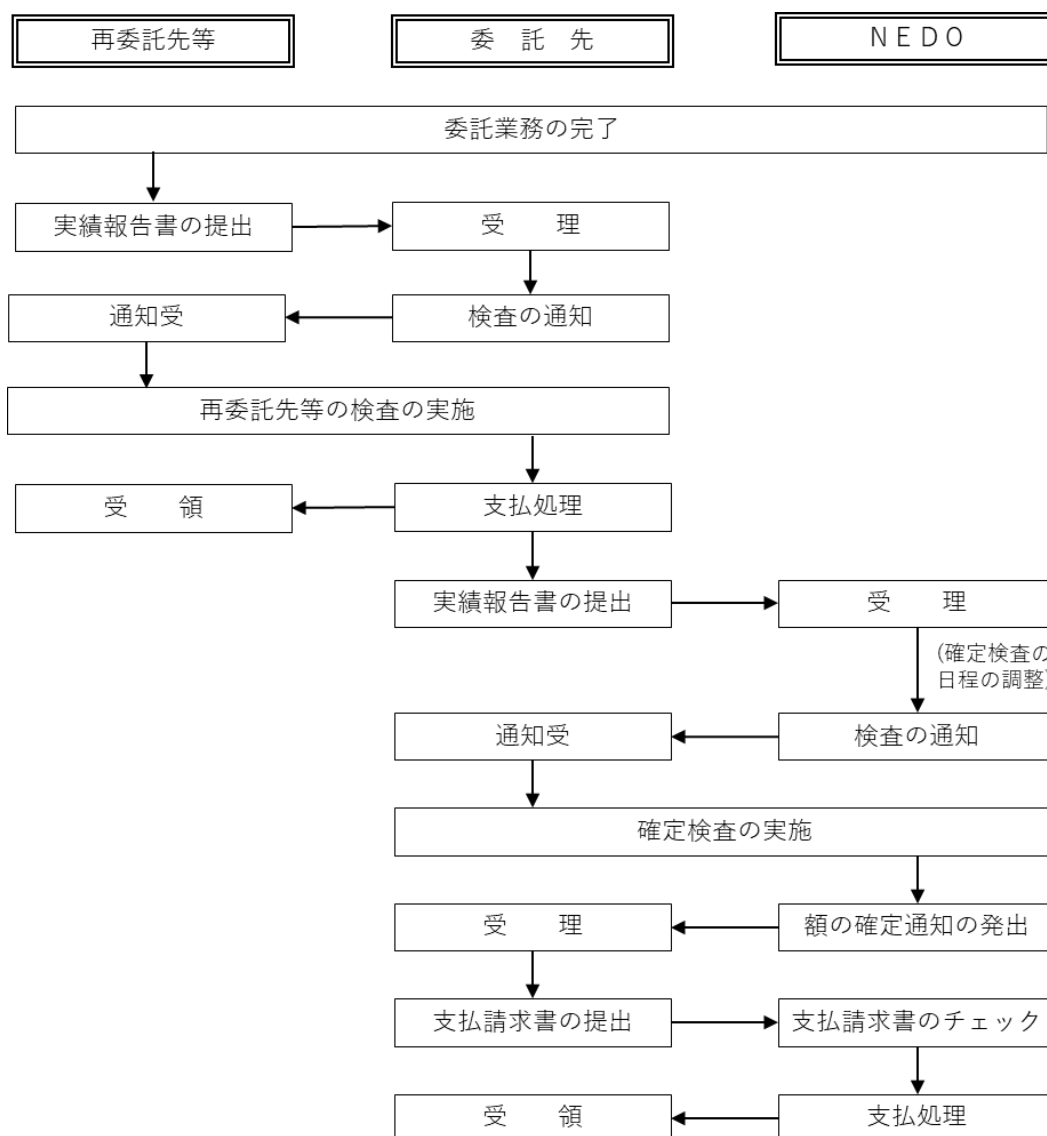 再委託先等
委　託　先
ＮＥＤＯ
委託業務の完了
実績報告書の提出
受　　理
通知受
検査の通知
再委託先等の検査の実施
受　　領
支払処理
実績報告書の提出
受　　理
(確定検査の
日程の調整)
通知受
検査の通知
確定検査の実施
受　　理
額の確定通知の発出
支払請求書の提出
支払請求書のチェック
受　　領
支払処理